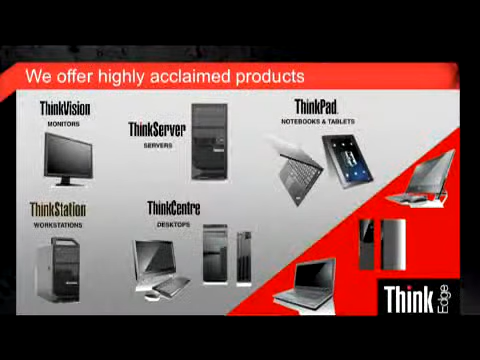 We offer highly acclaimed products
ThinkVision
MONITORS
ThinkServer
SERVERS
ThinkPad
NOTEBOOKS & TABLETS
ThinkStation
WORKSTATIONS
ThinkCentre
DESKTOPS
Think
Edge